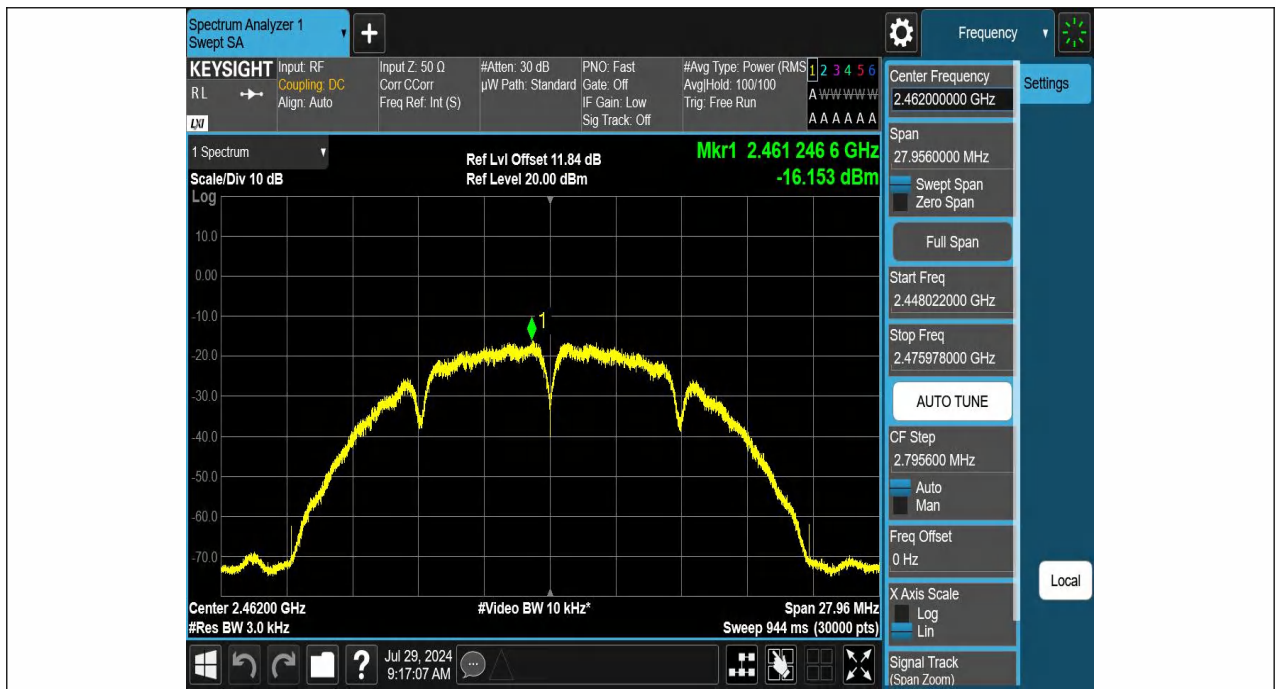 Spectrum Analyzer 1
Swept SA
+
Frequency
KEYSIGHT
R L
LXI
Input: RF
Coupling: DC
Align: Auto
Input Z: 50 Ω
Corr CCorr
Freq Ref: Int (S)
#Atten: 30 dB
µW Path: Standard
PNO: Fast
Gate: Off
IF Gain: Low
Sig Track: Off
#Avg Type: Power (RMS
Avg|Hold: 100/100
Trig: Free Run
1 2 3 4 5 6
A W W W W W
A A A A A A
1 Spectrum
Scale/Div 10 dB
Log
Ref Lvl Offset 11.84 dB
Ref Level 20.00 dBm
Mkr1 2.461 246 6 GHz
-16.153 dBm
10.0
0.00
-10.0
-20.0
-30.0
-40.0
-50.0
-60.0
-70.0
1
Center 2.46200 GHz
#Res BW 3.0 kHz
#Video BW 10 kHz*
Span 27.96 MHz
Sweep 944 ms (30000 pts)
Center Frequency
2.462000000 GHz
Settings
Span
27.9560000 MHz
Swept Span
Zero Span
Full Span
Start Freq
2.448022000 GHz
Stop Freq
2.475978000 GHz
AUTO TUNE
CF Step
2.795600 MHz
Auto
Man
Freq Offset
0 Hz
X Axis Scale
Log
Lin
Signal Track
(Span Zoom)
Local
?
Jul 29, 2024
9:17:07 AM